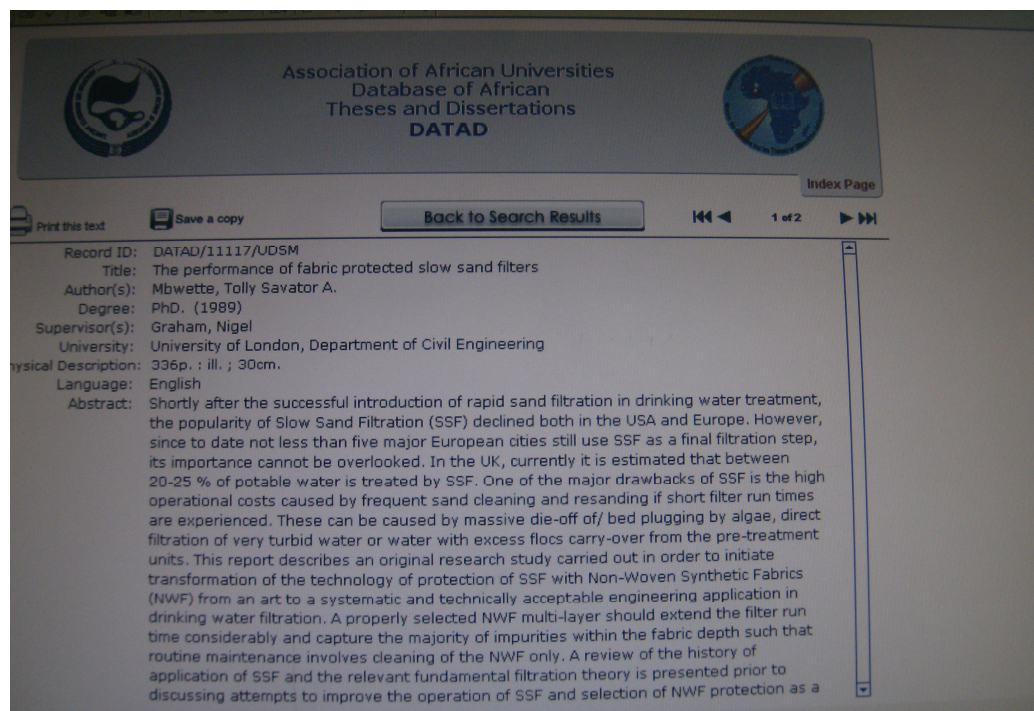 Association of African Universities
Database of African
Theses and Dissertations
DATAD
Index Page
Print this text
Save a copy
Back to Search Results
1 of 2
Record ID: DATAD/11117/UDSM
Title: The performance of fabric protected slow sand filters
Author(s): Mbwette, Tolly Savator A.
Degree: PhD. (1989)
Supervisor(s): Graham, Nigel
University: University of London, Department of Civil Engineering
ysical Description: 336p. : ill. ; 30cm.
Language: English
Abstract: Shortly after the successful introduction of rapid sand filtration in drinking water treatment,
the popularity of Slow Sand Filtration (SSF) declined both in the USA and Europe. However,
since to date not less than five major European cities still use SSF as a final filtration step,
its importance cannot be overlooked. In the UK, currently it is estimated that between
20-25 % of potable water is treated by SSF. One of the major drawbacks of SSF is the high
operational costs caused by frequent sand cleaning and resanding if short filter run times
are experienced. These can be caused by massive die-off of/ bed plugging by algae, direct
filtration of very turbid water or water with excess flocs carry-over from the pre-treatment
units. This report describes an original research study carried out in order to initiate
transformation of the technology of protection of SSF with Non-Woven Synthetic Fabrics
(NWF) from an art to a systematic and technically acceptable engineering application in
drinking water filtration. A properly selected NWF multi-layer should extend the filter run
time considerably and capture the majority of impurities within the fabric depth such that
routine maintenance involves cleaning of the NWF only. A review of the history of
application of SSF and the relevant fundamental filtration theory is presented prior to
discussing attempts to improve the operation of SSF and selection of NWF protection as a